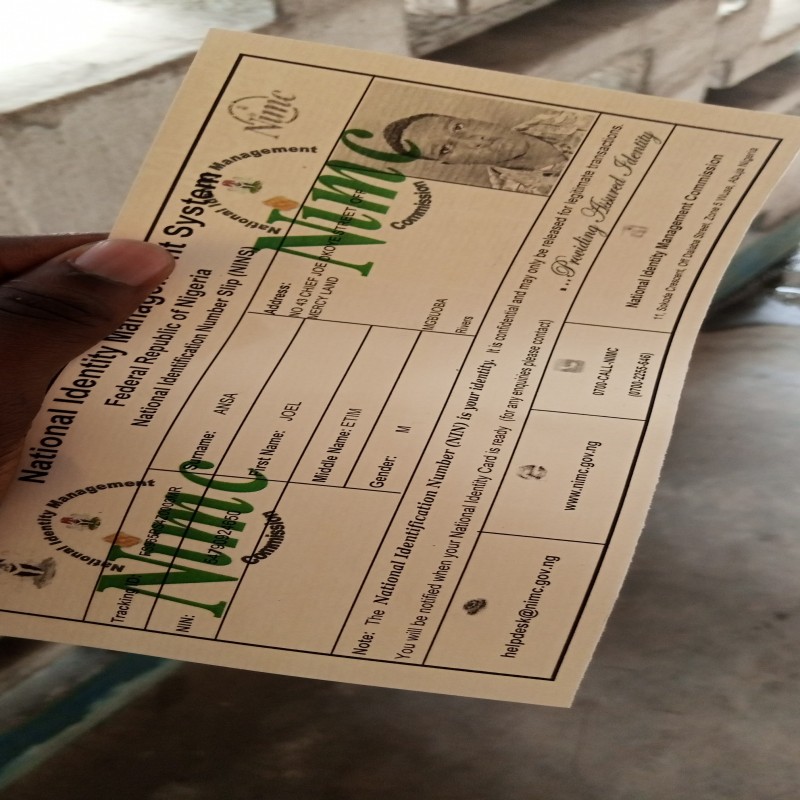 Nimc
National Identity Management System
Federal Republic of Nigeria
National Identification Number Slip (NINS)
National Identity Management
Nimc
Commission
National Identity Management
Nimc
Commission
Tracking ID:
NIN:
Surname: ANSA
First Name: JOEL
Middle Name: ETIM
Gender: M
Address:
NO 43 CHIEF JOE STREET OFF
MERCY LAND
MGBUOBA
Rivers
Note: The National Identification Number (NIN) is your identity. It is confidential and may only be released for legitimate transactions.
You will be notified when your National Identity Card is ready (for any enquiries please contact)
...Providing Assured Identity
helpdesk@nimc.gov.ng
www.nimc.gov.ng
0700-CALL-NIMC
(0700-2255-646)
National Identity Management Commission
11, Sokode Crescent, Off Dalaba Street, Zone 5 Wuse, Abuja Nigeria